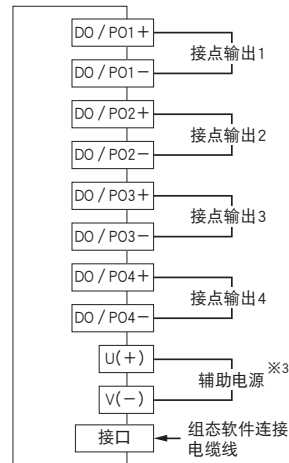 DO / PO1+
接点输出1
DO / PO1−
DO / PO2+
接点输出2
DO / PO2−
DO / PO3+
接点输出3
DO / PO3−
DO / PO4+
接点输出4
DO / PO4−
U(+)
辅助电源 ※3
V(−)
接口
组态软件连接
电缆线